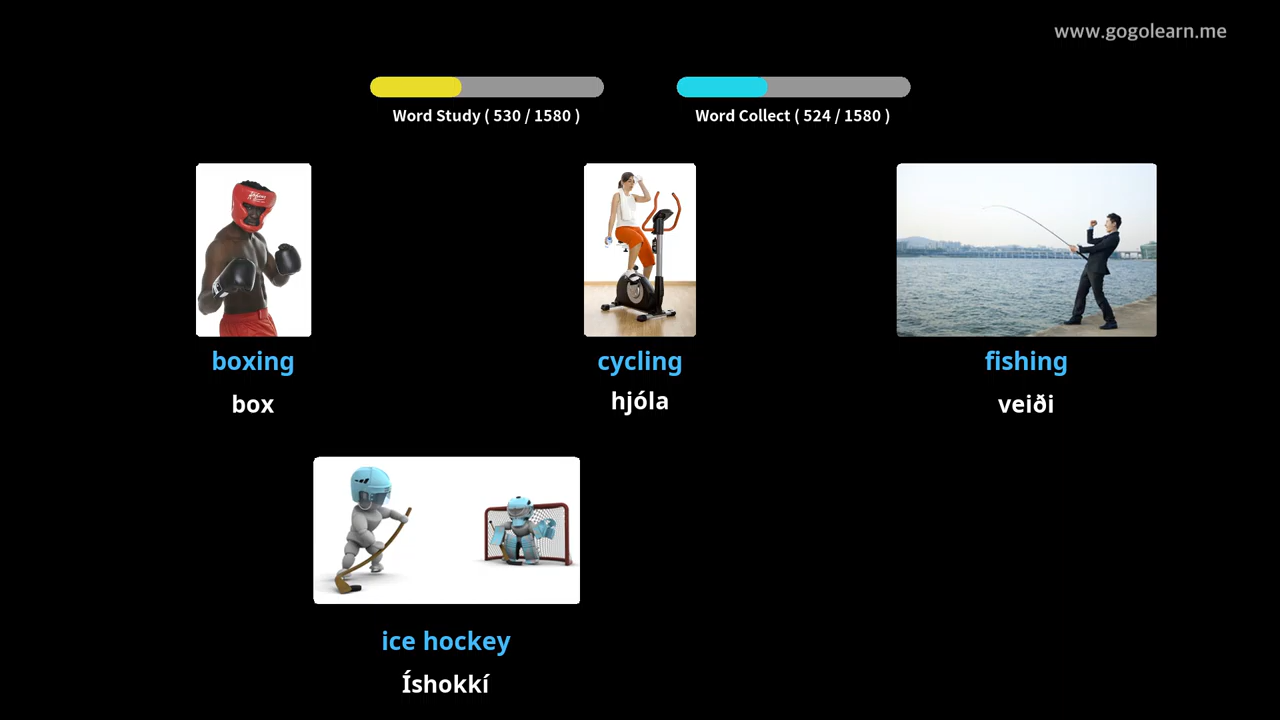 www.gogolearn.me
Word Study ( 530 / 1580 )
Word Collect ( 524 / 1580 )
boxing
cycling
fishing
box
hjóla
veiði
ice hockey
Íshokkí